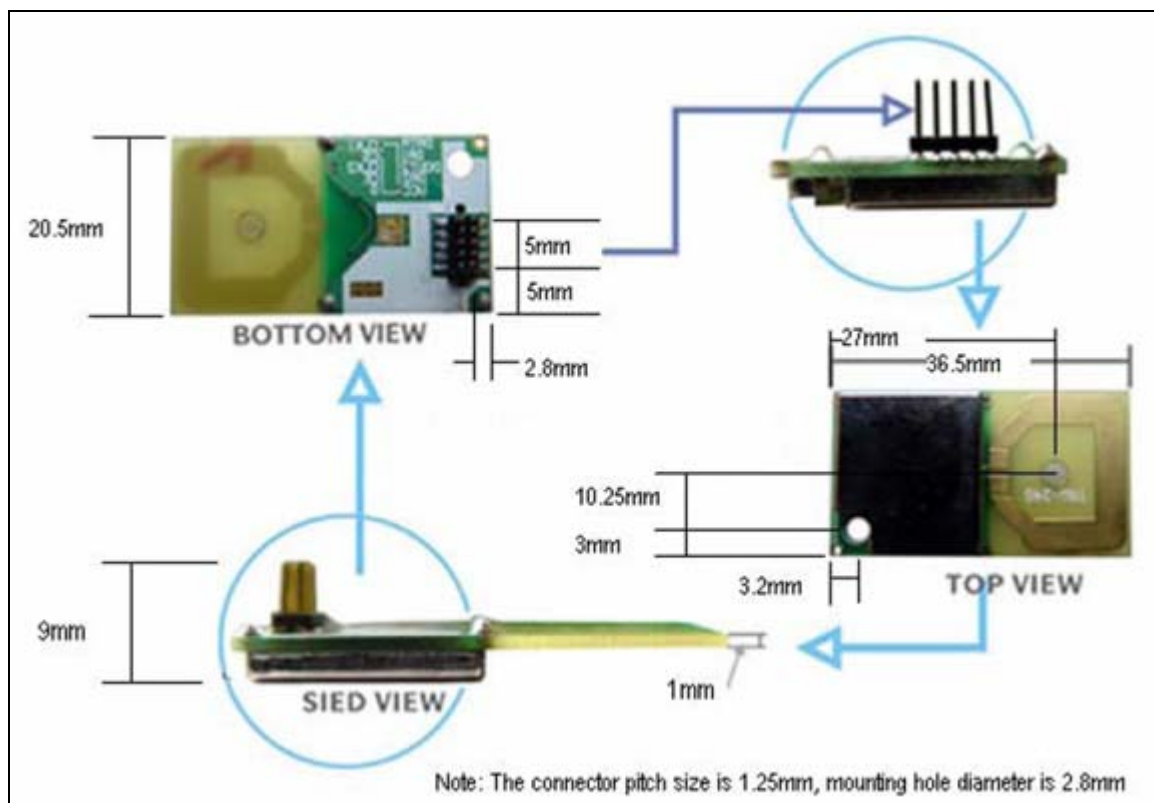 20.5mm
5mm
5mm
BOTTOM VIEW
2.8mm
27mm
36.5mm
10.25mm
3mm
3.2mm
TOP VIEW
9mm
1mm
SIED VIEW
Note: The connector pitch size is 1.25mm, mounting hole diameter is 2.8mm